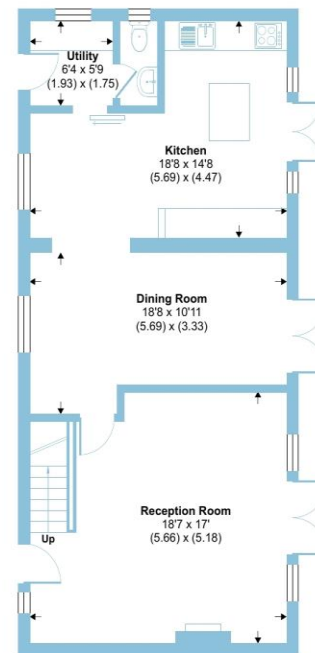 Utility
6'4 x 5'9
(1.93) x (1.75)
Kitchen
18'8 x 14'8
(5.69) x (4.47)
Dining Room
18'8 x 10'11
(5.69) x (3.33)
Up
Reception Room
18'7 x 17'
(5.66) x (5.18)